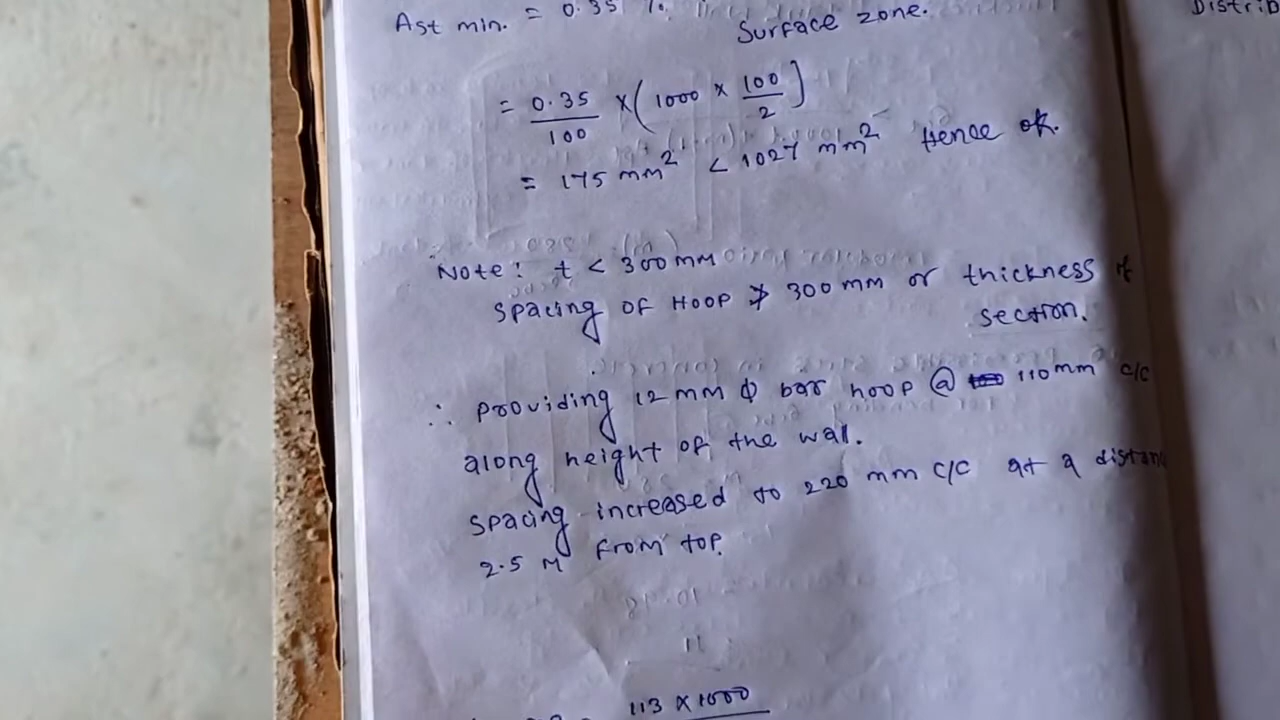 Ast min. = 0.35 %.
Surface zone.
Distrib
= 0.35/100 × (1000 × 100/2)
= 175 mm² < 1027 mm² Hence ok.
Note: t < 300 mm
spacing of Hoop ≯ 300 mm or thickness of
section.
∴ Providing 12 mm ф bar hoop @ 110 mm c/c
along height of the wal.
spacing increased to 220 mm c/c at a distanc
2.5 M from top.
113 × 1000